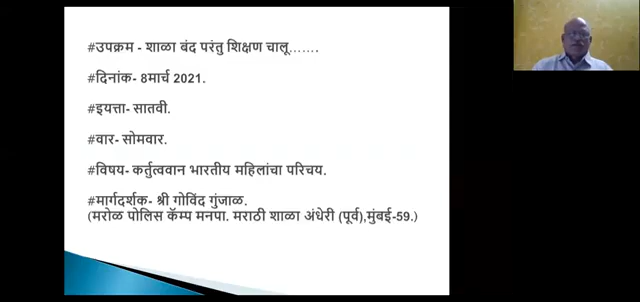 #उपक्रम - शाळा बंद परंतु शिक्षण चालू.......
#दिनांक- 8मार्च 2021.
#इयत्ता- सातवी.
#वार- सोमवार.
#विषय- कर्तुत्ववान भारतीय महिलांचा परिचय.
#मार्गदर्शक- श्री गोविंद गुंजाळ.
(मरोळ पोलिस कॅम्प मनपा. मराठी शाळा अंधेरी (पूर्व),मुंबई-59.)